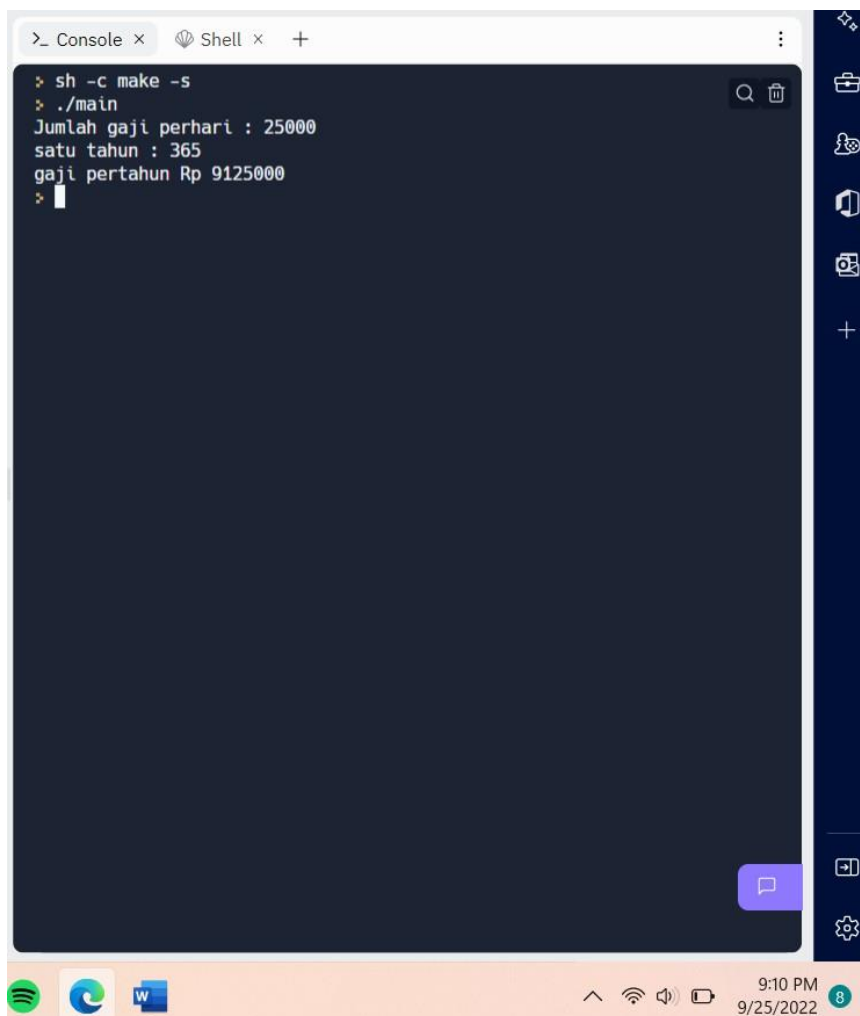 >_ Console × Shell × +
> sh -c make -s
> ./main
Jumlah gaji perhari : 25000
satu tahun : 365
gaji pertahun Rp 9125000
>
W
9:10 PM
9/25/2022
8